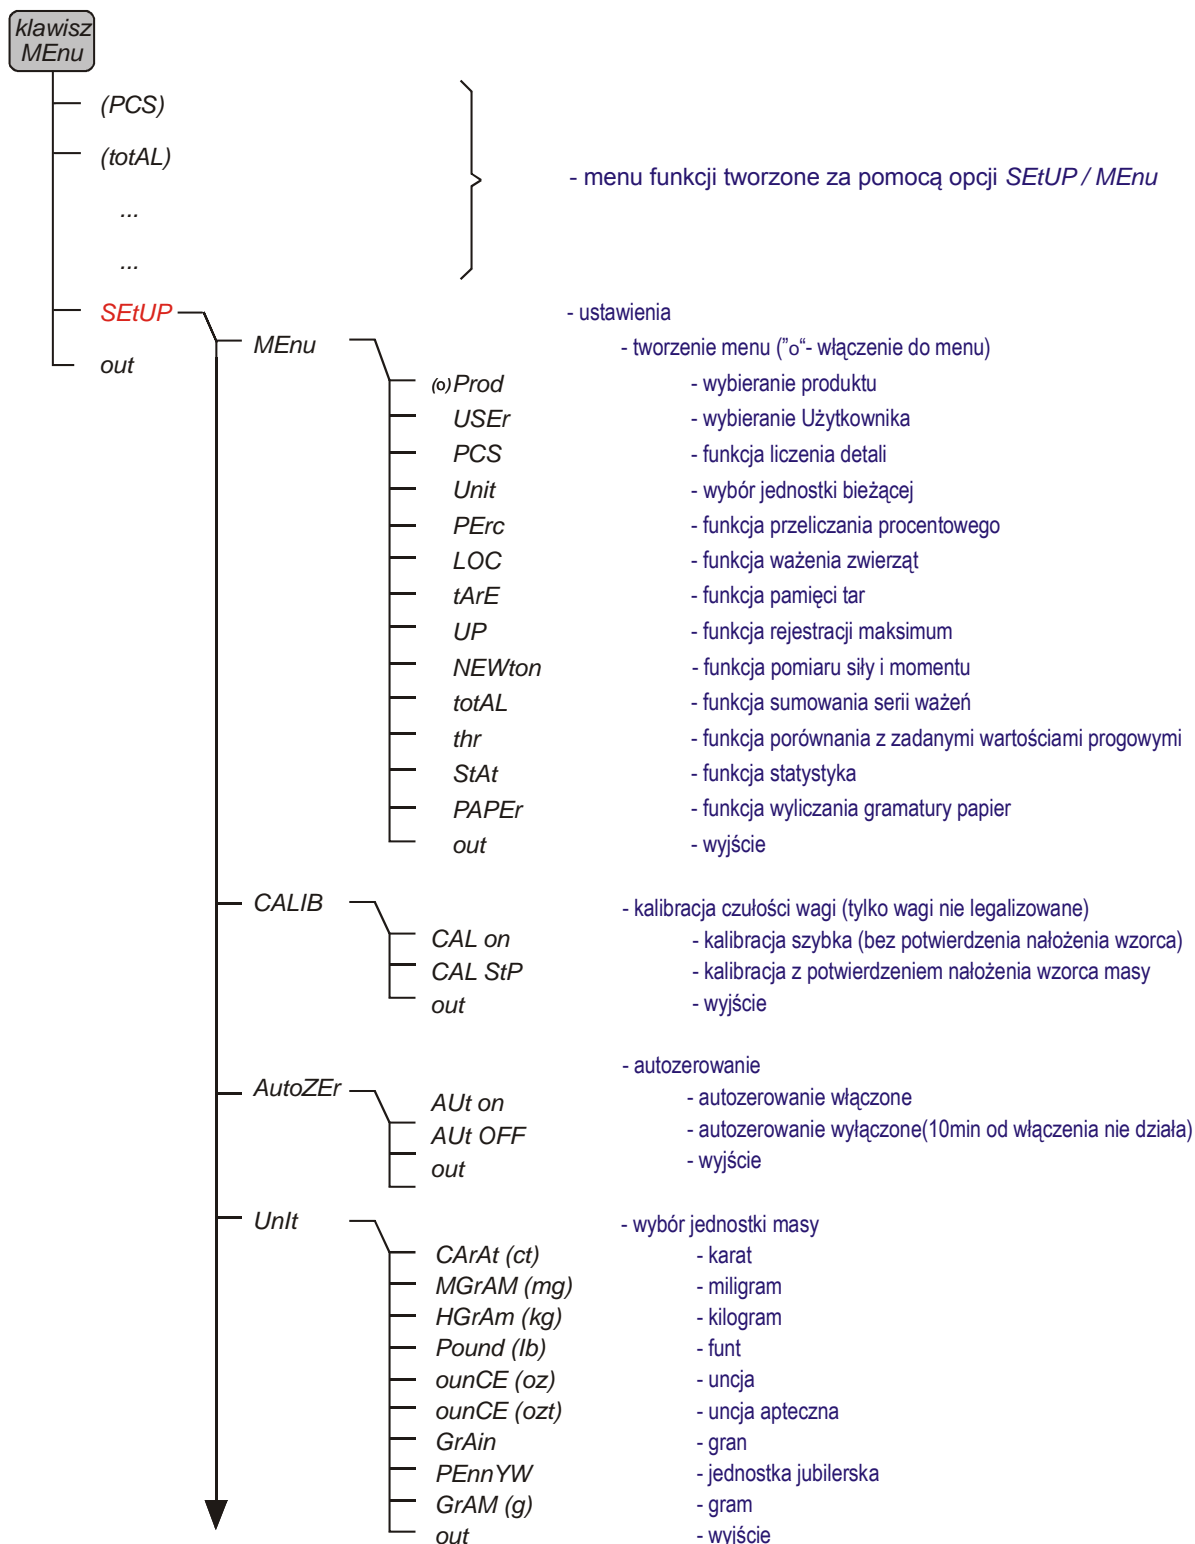 klawisz
MEnu
(PCS)
(totAL)
...
...
- menu funkcji tworzone za pomocą opcji SEtUP / MEnu
SEtUP - ustawienia
out
MEnu - tworzenie menu ("o"- włączenie do menu)
(o) Prod - wybieranie produktu
USEr - wybieranie Użytkownika
PCS - funkcja liczenia detali
Unit - wybór jednostki bieżącej
PErc - funkcja przeliczania procentowego
LOC - funkcja ważenia zwierząt
tArE - funkcja pamięci tar
UP - funkcja rejestracji maksimum
NEWton - funkcja pomiaru siły i momentu
totAL - funkcja sumowania serii ważeń
thr - funkcja porównania z zadanymi wartościami progowymi
StAt - funkcja statystyka
PAPEr - funkcja wyliczania gramatury papier
out - wyjście
CALIB - kalibracja czułości wagi (tylko wagi nie legalizowane)
CAL on - kalibracja szybka (bez potwierdzenia nałożenia wzorca)
CAL StP - kalibracja z potwierdzeniem nałożenia wzorca masy
out - wyjście
AutoZEr - autozerowanie
AUt on - autozerowanie włączone
AUt OFF - autozerowanie wyłączone(10min od włączenia nie działa)
out - wyjście
UnIt - wybór jednostki masy
CArAt (ct) - karat
MGrAM (mg) - miligram
HGrAm (kg) - kilogram
Pound (lb) - funt
ounCE (oz) - uncja
ounCE (ozt) - uncja apteczna
GrAin - gran
PEnnYW - jednostka jubilerska
GrAM (g) - gram
out - wyjście